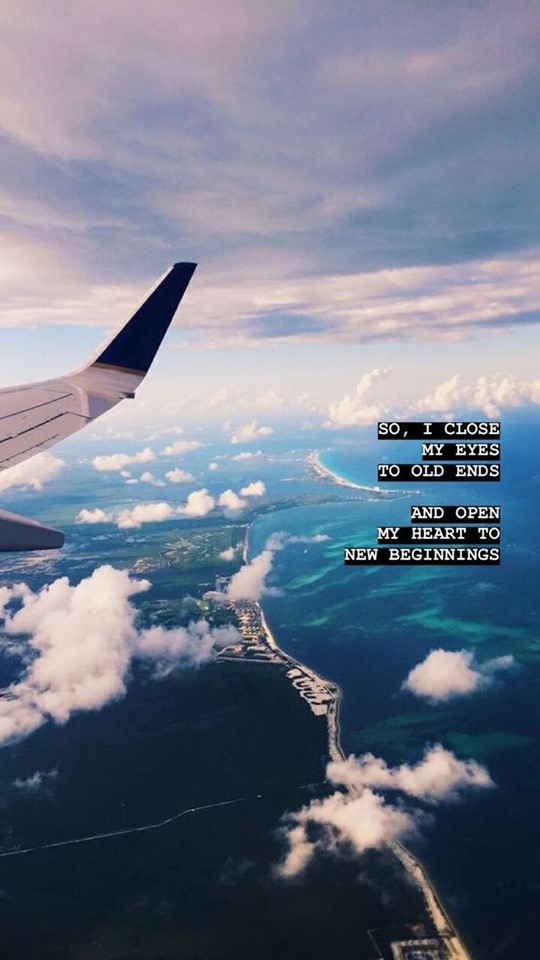 SO, I CLOSE
MY EYES
TO OLD ENDS
AND OPEN
MY HEART TO
NEW BEGINNINGS